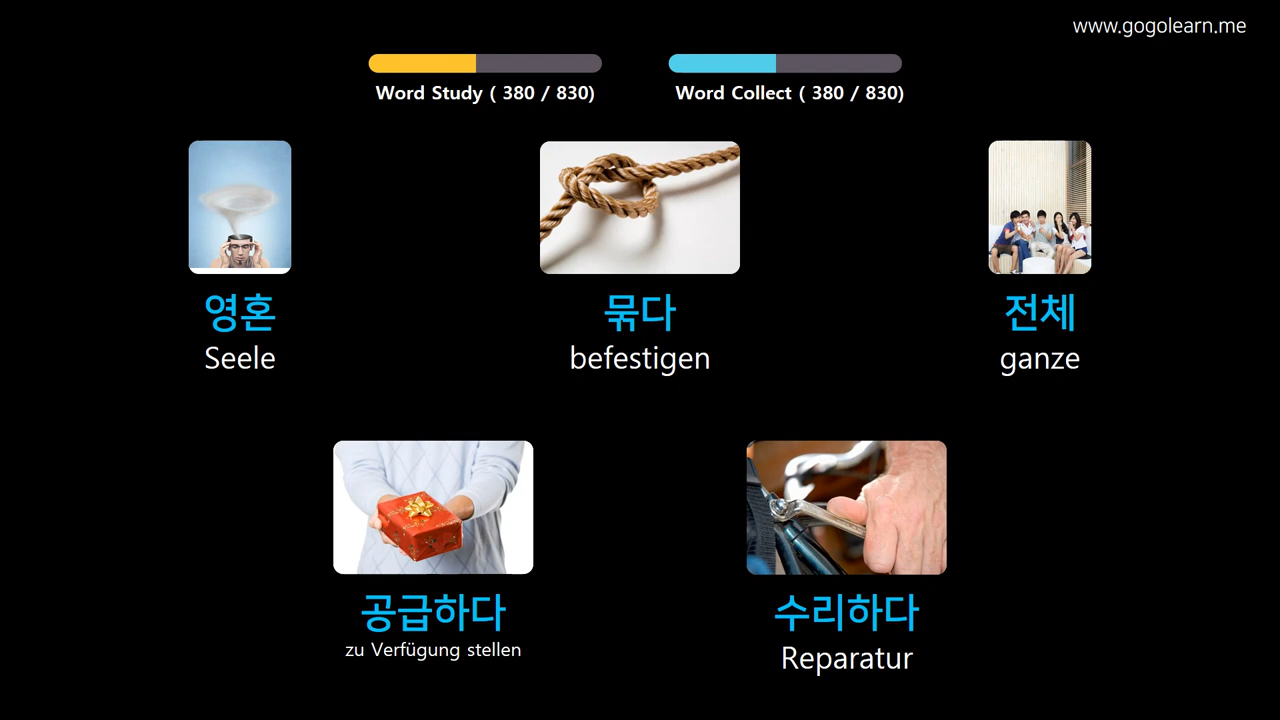 www.gogolearn.me
Word Study ( 380 / 830)
Word Collect ( 380 / 830)
영혼
Seele
묶다
befestigen
전체
ganze
공급하다
zu Verfügung stellen
수리하다
Reparatur